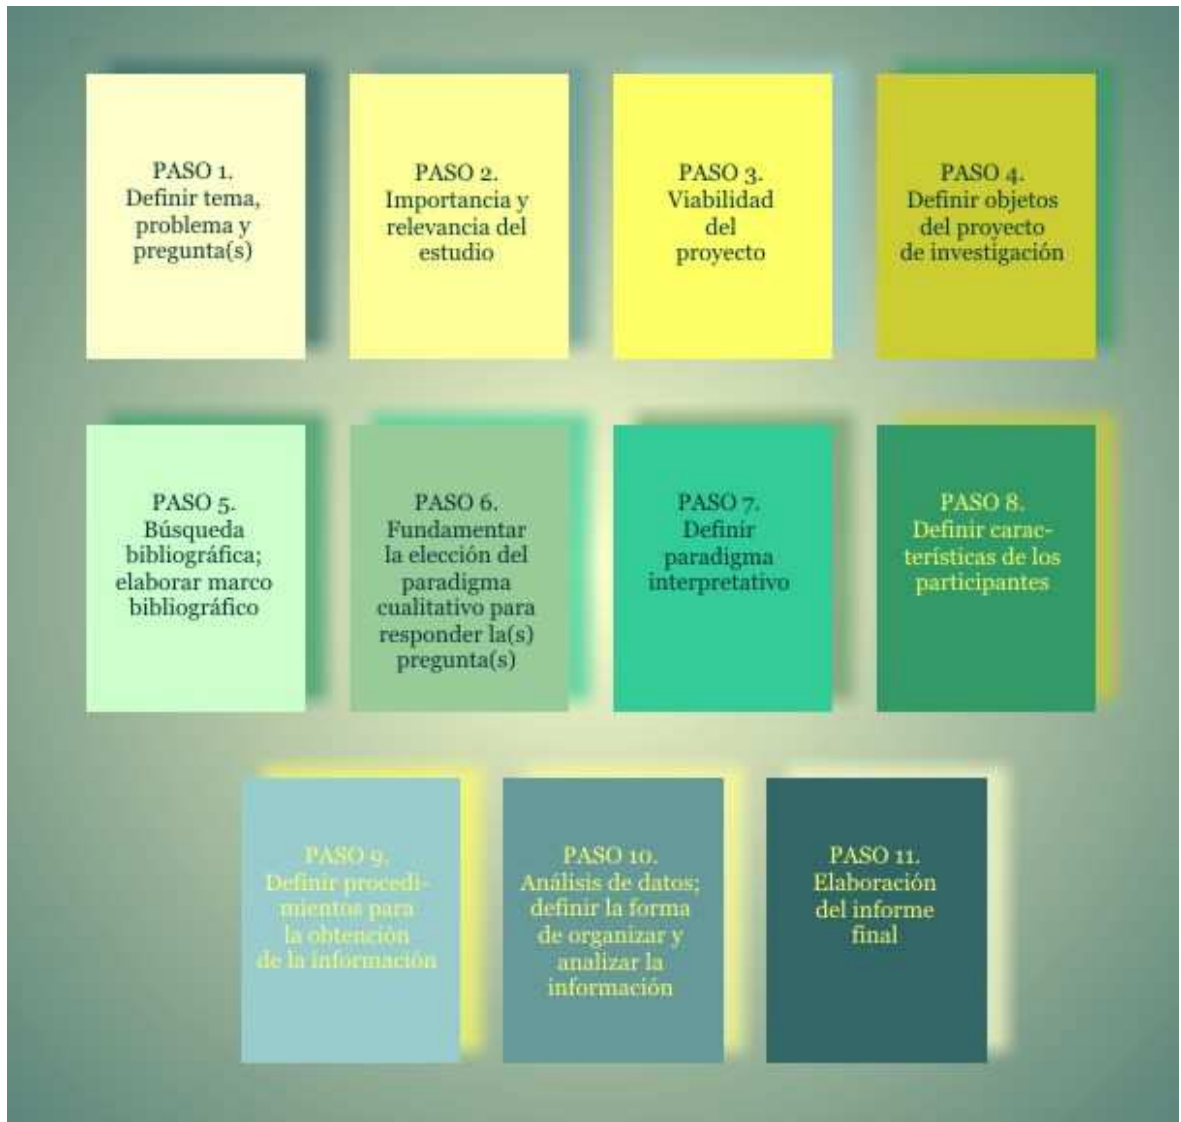 PASO 1.
Definir tema,
problema y
pregunta(s)
PASO 2.
Importancia y
relevancia del
estudio
PASO 3.
Viabilidad
del
proyecto
PASO 4.
Definir objetos
del proyecto
de investigación
PASO 5.
Búsqueda
bibliográfica;
elaborar marco
bibliográfico
PASO 6.
Fundamentar
la elección del
paradigma
cualitativo para
responder la(s)
pregunta(s)
PASO 7.
Definir
paradigma
interpretativo
PASO 8.
Definir carac-
terísticas de los
participantes
PASO 9.
Definir procedi-
mientos para
la obtención
de la información
PASO 10.
Análisis de datos;
definir la forma
de organizar y
analizar la
información
PASO 11.
Elaboración
del informe
final